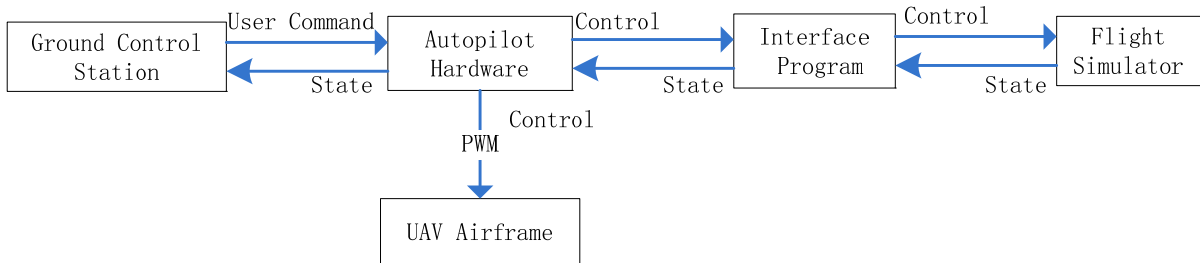 User Command
Control
Control
Ground Control
Station
Autopilot
Hardware
Interface
Program
Flight
Simulator
State
State
State
Control
PWM
UAV Airframe